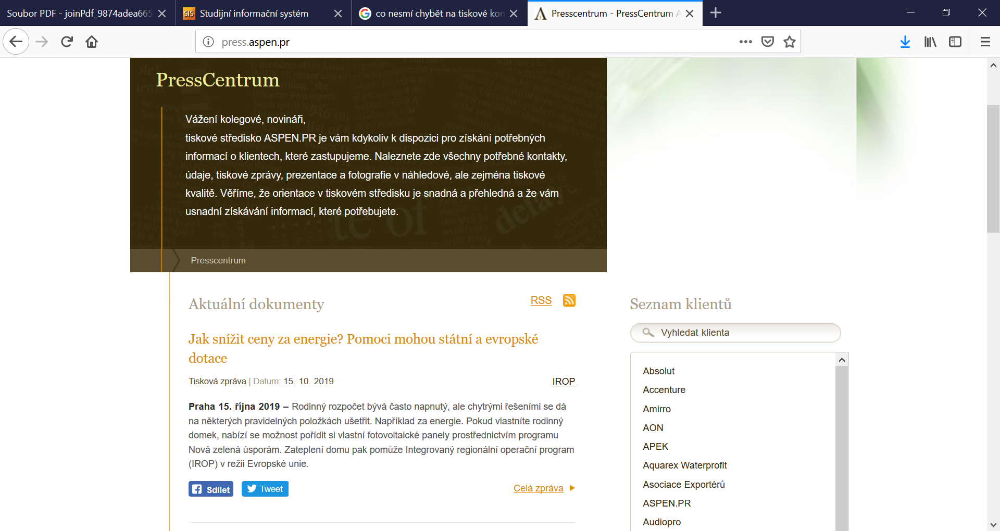 Soubor PDF - joinPdf_9874adea665
Studijní informační systém
co nesmí chybět na tiskové kon
Presscentrum - PressCentrum A
press.aspen.pr
PressCentrum
Vážení kolegové, novináři,
tiskové středisko ASPEN.PR je vám kdykoliv k dispozici pro získání potřebných
informací o klientech, které zastupujeme. Naleznete zde všechny potřebné kontakty,
údaje, tiskové zprávy, prezentace a fotografie v náhledové, ale zejména tiskové
kvalitě. Věříme, že orientace v tiskovém středisku je snadná a přehledná a že vám
usnadní získávání informací, které potřebujete.
Presscentrum
Aktuální dokumenty
RSS
Jak snížit ceny za energie? Pomoci mohou státní a evropské
dotace
Tisková zpráva | Datum: 15. 10. 2019
IROP
Praha 15. října 2019 – Rodinný rozpočet bývá často napnutý, ale chytrými řešeními se dá
na některých pravidelných položkách ušetřit. Například za energie. Pokud vlastníte rodinný
domek, nabízí se možnost pořídit si vlastní fotovoltaické panely prostřednictvím programu
Nová zelená úsporám. Zateplení domu pak pomůže Integrovaný regionální operační program
(IROP) v režii Evropské unie.
Sdílet
Tweet
Celá zpráva
Seznam klientů
Vyhledat klienta
Absolut
Accenture
Amirro
AON
APEK
Aquarex Waterprofit
Asociace Exportérů
ASPEN.PR
Audiopro